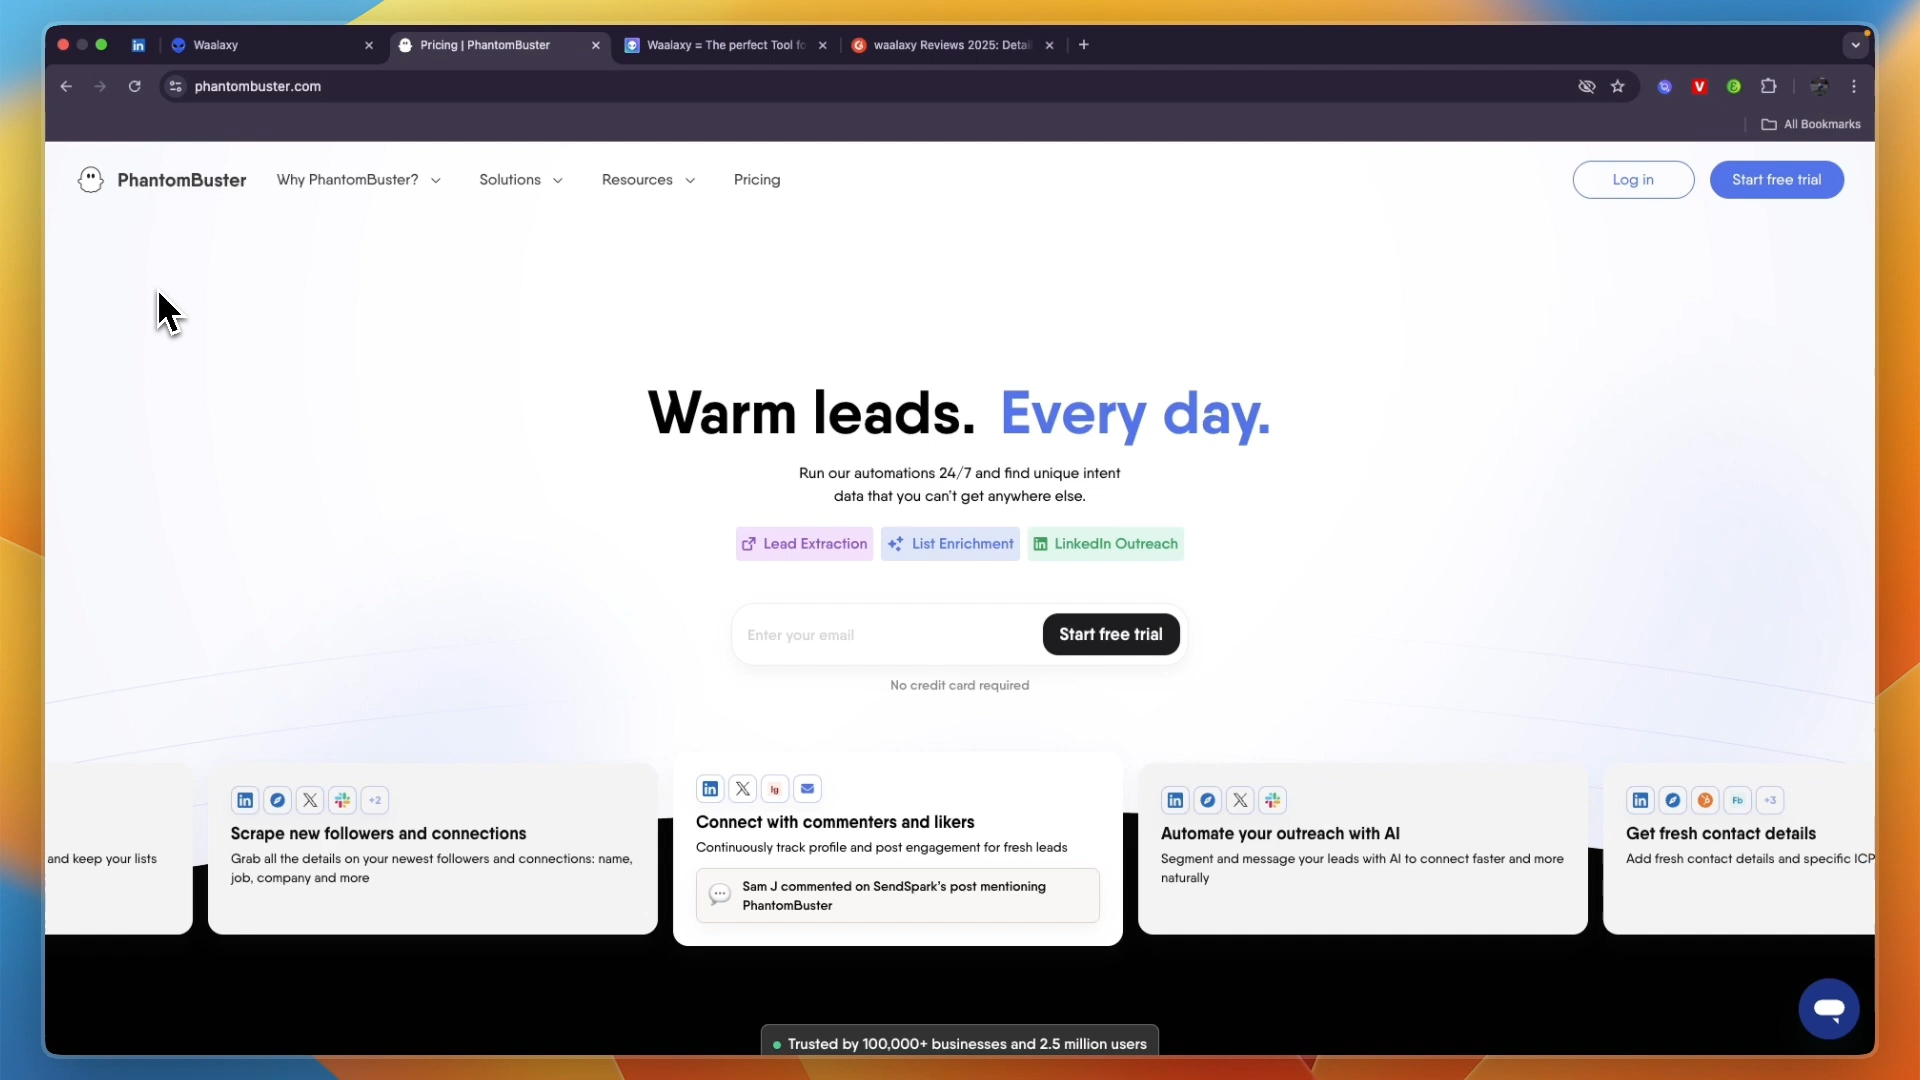 Waalaxy
Pricing | PhantomBuster
Waalaxy = The perfect Tool fo
waalaxy Reviews 2025: Detai
phantombuster.com
All Bookmarks
PhantomBuster
Why PhantomBuster?
Solutions
Resources
Pricing
Log in
Start free trial
Warm leads. Every day.
Run our automations 24/7 and find unique intent
data that you can't get anywhere else.
Lead Extraction
List Enrichment
LinkedIn Outreach
Enter your email
Start free trial
No credit card required
and keep your lists
+2
Scrape new followers and connections
Grab all the details on your newest followers and connections: name,
job, company and more
Ig
Connect with commenters and likers
Continuously track profile and post engagement for fresh leads
Sam J commented on SendSpark's post mentioning
PhantomBuster
Automate your outreach with AI
Segment and message your leads with AI to connect faster and more
naturally
Fb
+3
Get fresh contact details
Add fresh contact details and specific ICP
Trusted by 100,000+ businesses and 2.5 million users